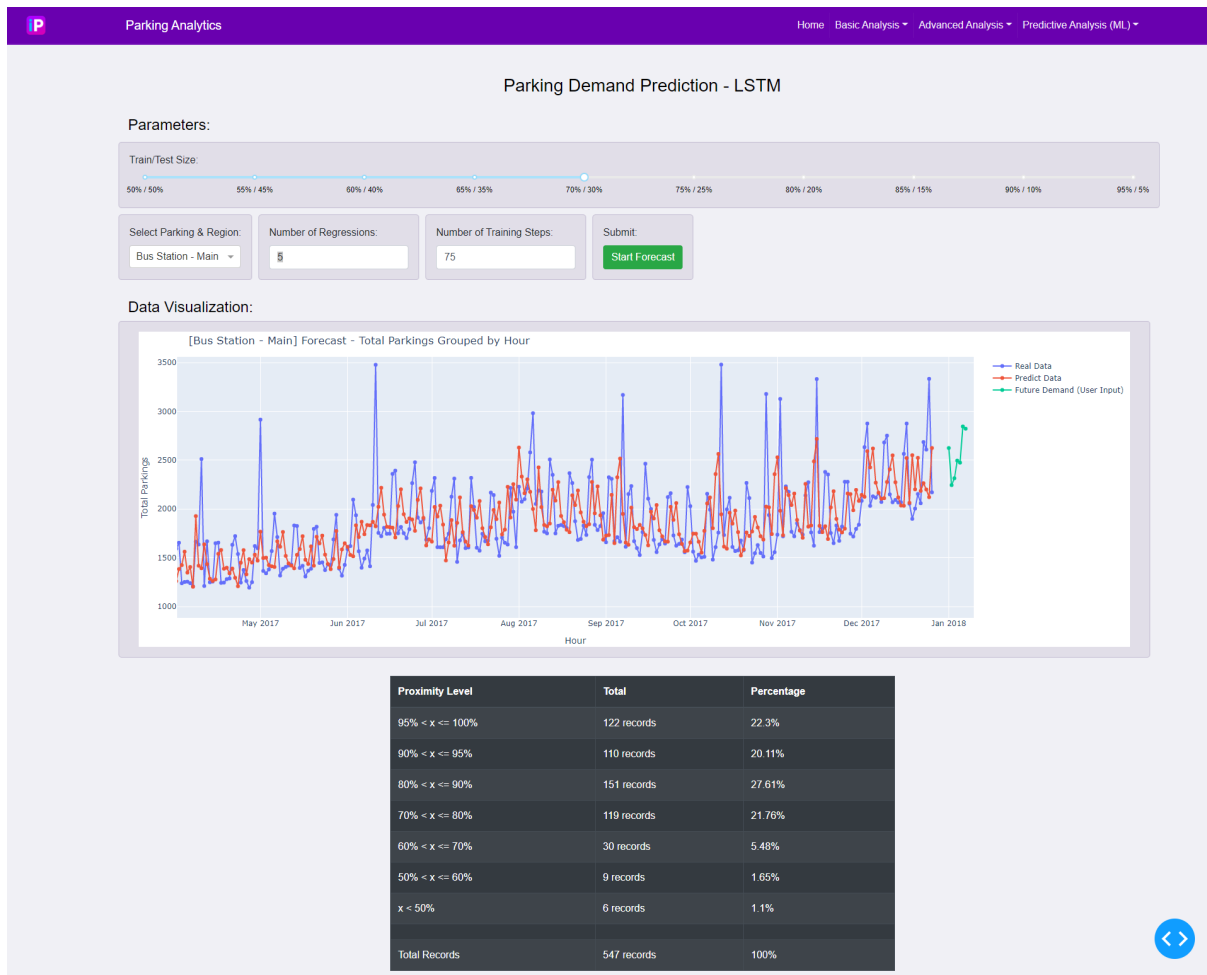 iP Parking Analytics Home Basic Analysis Advanced Analysis Predictive Analysis (ML)
Parking Demand Prediction - LSTM
Parameters:
Train/Test Size:
50% / 50% 55% / 45% 60% / 40% 65% / 35% 70% / 30% 75% / 25% 80% / 20% 85% / 15% 90% / 10% 95% / 5%
Select Parking & Region: Number of Regressions: Number of Training Steps: Submit:
Bus Station - Main 5 75 Start Forecast
Data Visualization:
[Bus Station - Main] Forecast - Total Parkings Grouped by Hour
Real Data
Predict Data
Future Demand (User Input)
Total Parkings
3500
3000
2500
2000
1500
1000
May 2017 Jun 2017 Jul 2017 Aug 2017 Sep 2017 Oct 2017 Nov 2017 Dec 2017 Jan 2018
Hour
Proximity Level Total Percentage
95% < x <= 100% 122 records 22.3%
90% < x <= 95% 110 records 20.11%
80% < x <= 90% 151 records 27.61%
70% < x <= 80% 119 records 21.76%
60% < x <= 70% 30 records 5.48%
50% < x <= 60% 9 records 1.65%
x < 50% 6 records 1.1%
Total Records 547 records 100%